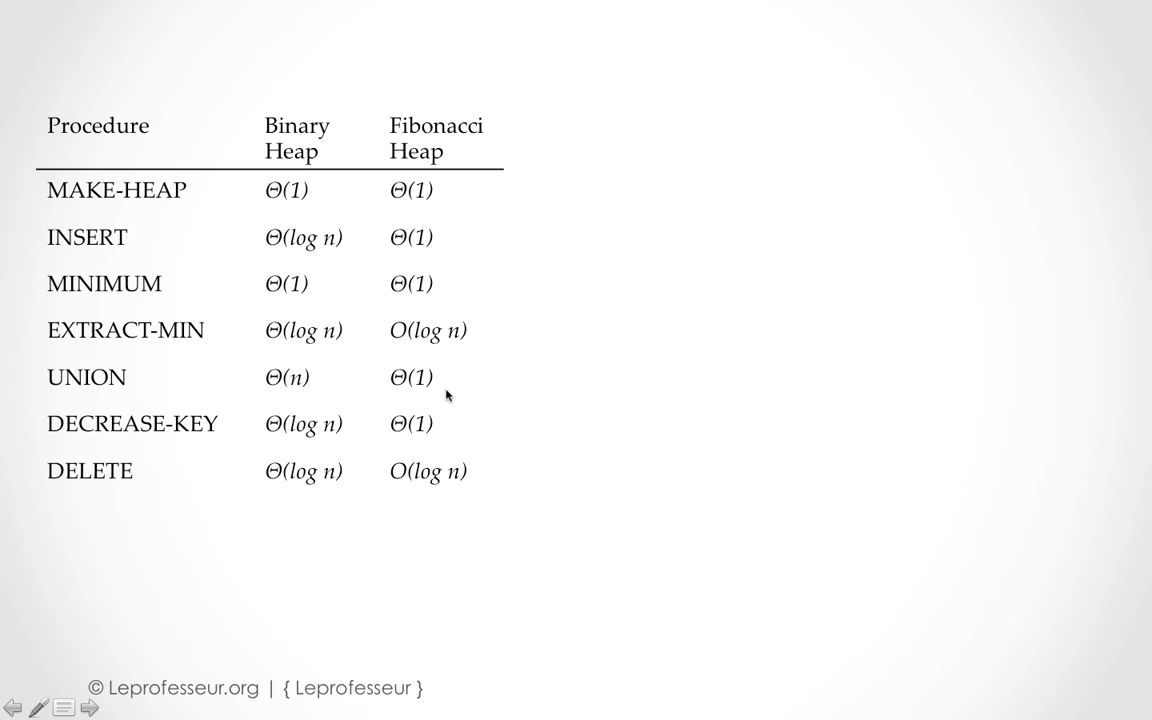 Procedure Binary Heap Fibonacci Heap
MAKE-HEAP Θ(1) Θ(1)
INSERT Θ(log n) Θ(1)
MINIMUM Θ(1) Θ(1)
EXTRACT-MIN Θ(log n) O(log n)
UNION Θ(n) Θ(1)
DECREASE-KEY Θ(log n) Θ(1)
DELETE Θ(log n) O(log n)
© Leprofesseur.org | { Leprofesseur }